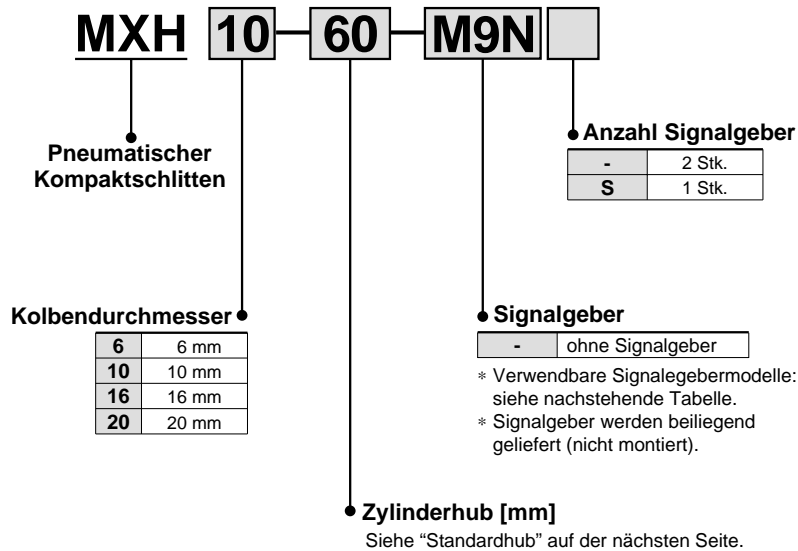 MXH 10-60-M9N
Pneumatischer
Kompaktschlitten
Anzahl Signalgeber
- 2 Stk.
S 1 Stk.
Kolbendurchmesser
6 6 mm
10 10 mm
16 16 mm
20 20 mm
Signalgeber
- ohne Signalgeber
* Verwendbare Signalegebermodelle:
siehe nachstehende Tabelle.
* Signalgeber werden beiliegend
geliefert (nicht montiert).
Zylinderhub [mm]
Siehe “Standardhub” auf der nächsten Seite.